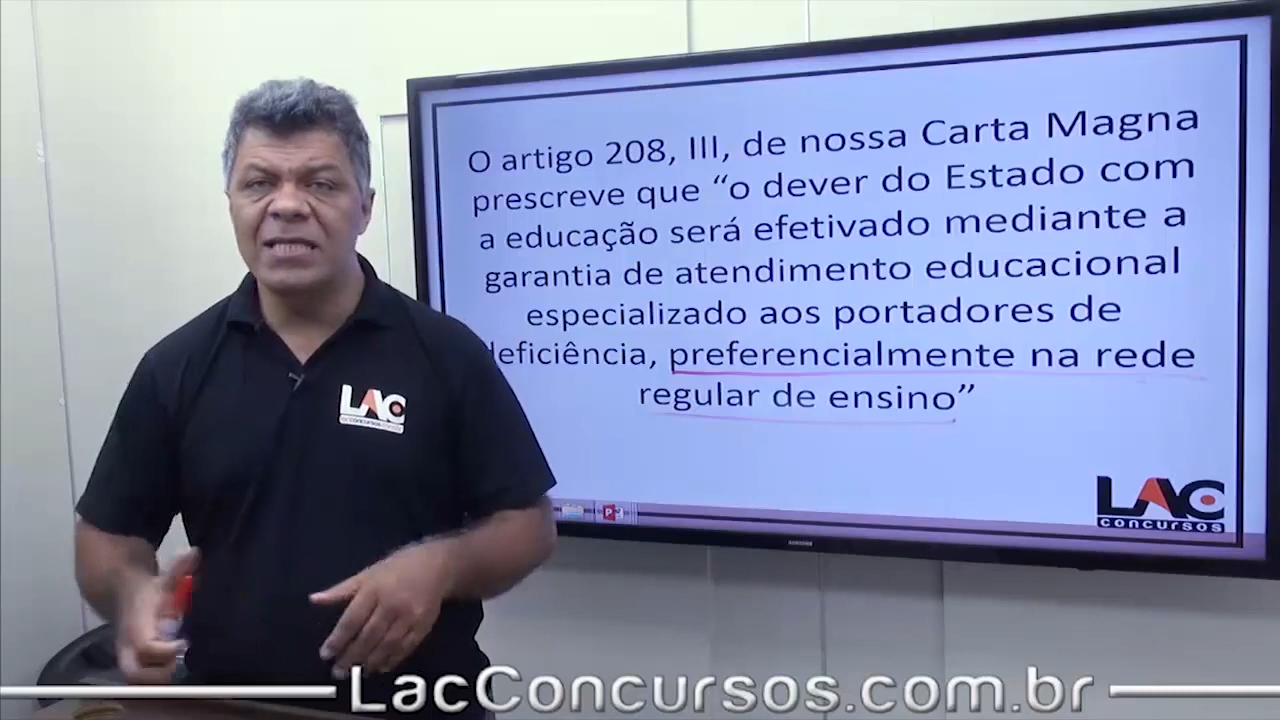 O artigo 208, III, de nossa Carta Magna
prescreve que “o dever do Estado com
a educação será efetivado mediante a
garantia de atendimento educacional
especializado aos portadores de
deficiência, preferencialmente na rede
regular de ensino”
LAC
LAC
concursos
LacConcursos.com.br